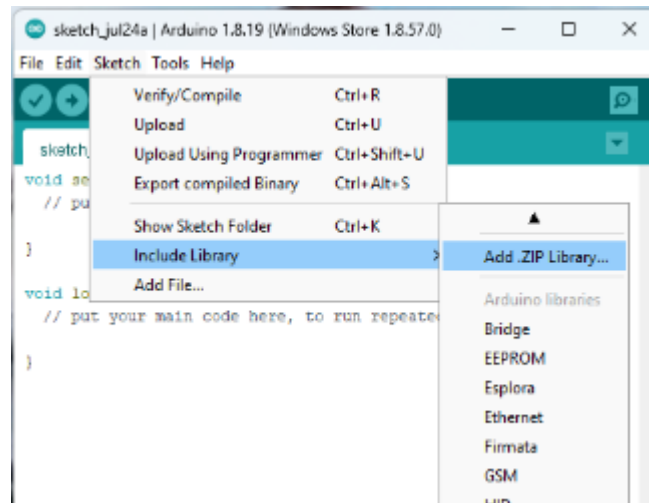 sketch_jul24a | Arduino 1.8.19 (Windows Store 1.8.57.0)
File Edit Sketch Tools Help
Verify/Compile Ctrl+R
Upload Ctrl+U
Upload Using Programmer Ctrl+Shift+U
Export compiled Binary Ctrl+Alt+S
Show Sketch Folder Ctrl+K
Include Library
Add File...
sketch_
void se
// pu
}
void lo
// put your main code here, to run repeate
}
Add .ZIP Library...
Arduino libraries
Bridge
EEPROM
Esplora
Ethernet
Firmata
GSM